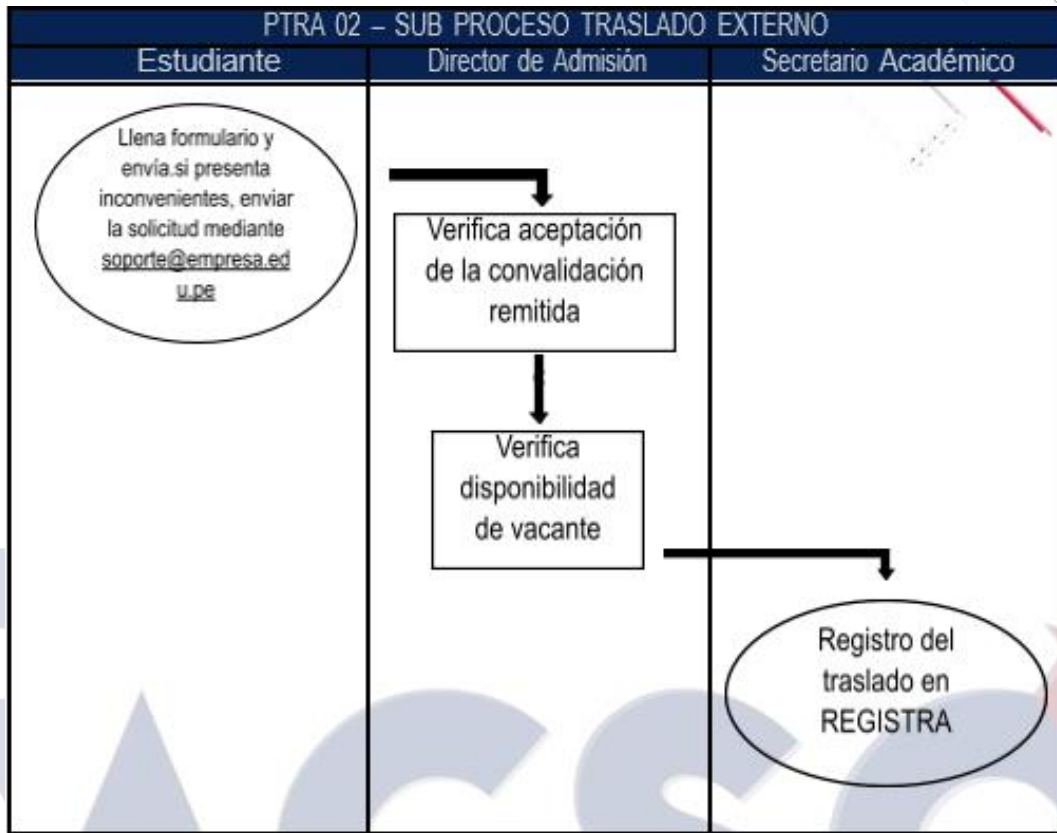 PTRA 02 – SUB PROCESO TRASLADO EXTERNO
Estudiante
Director de Admisión
Secretario Académico
Llena formulario y
envía.si presenta
inconvenientes, enviar
la solicitud mediante
soporte@empresa.ed
u.pe
Verifica aceptación
de la convalidación
remitida
Verifica
disponibilidad
de vacante
Registro del
traslado en
REGISTRA